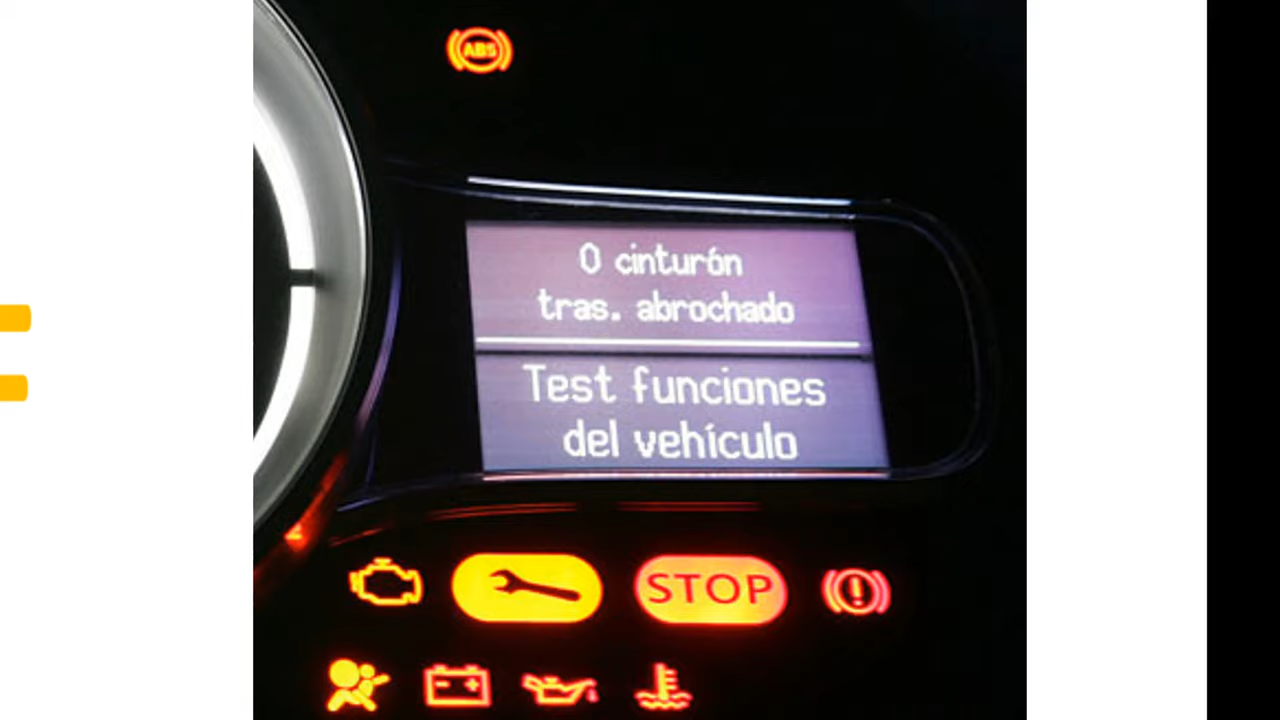 ABS
0 cinturón
tras. abrochado
Test funciones
del vehículo
STOP